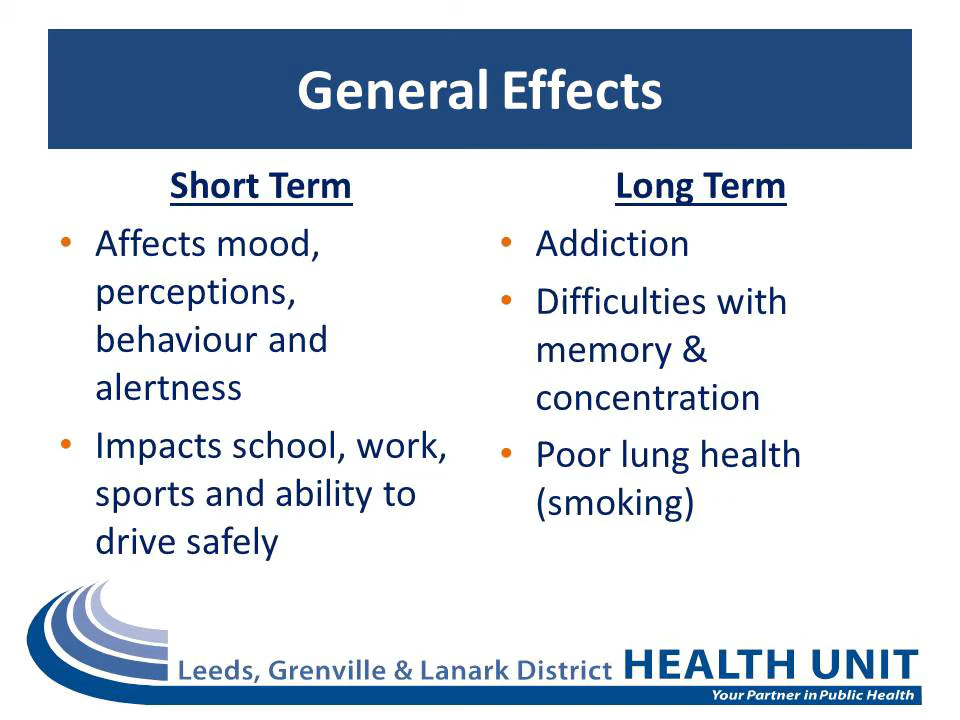 General Effects
Short Term
• Affects mood,
perceptions,
behaviour and
alertness
• Impacts school, work,
sports and ability to
drive safely
Long Term
• Addiction
• Difficulties with
memory &
concentration
• Poor lung health
(smoking)
Leeds, Grenville & Lanark District HEALTH UNIT
Your Partner in Public Health